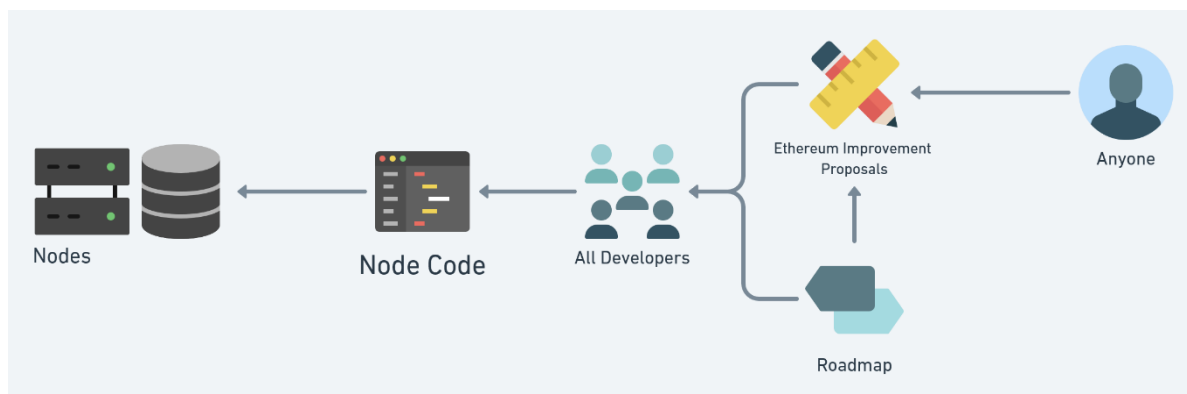 Nodes
Node Code
All Developers
Ethereum Improvement
Proposals
Roadmap
Anyone